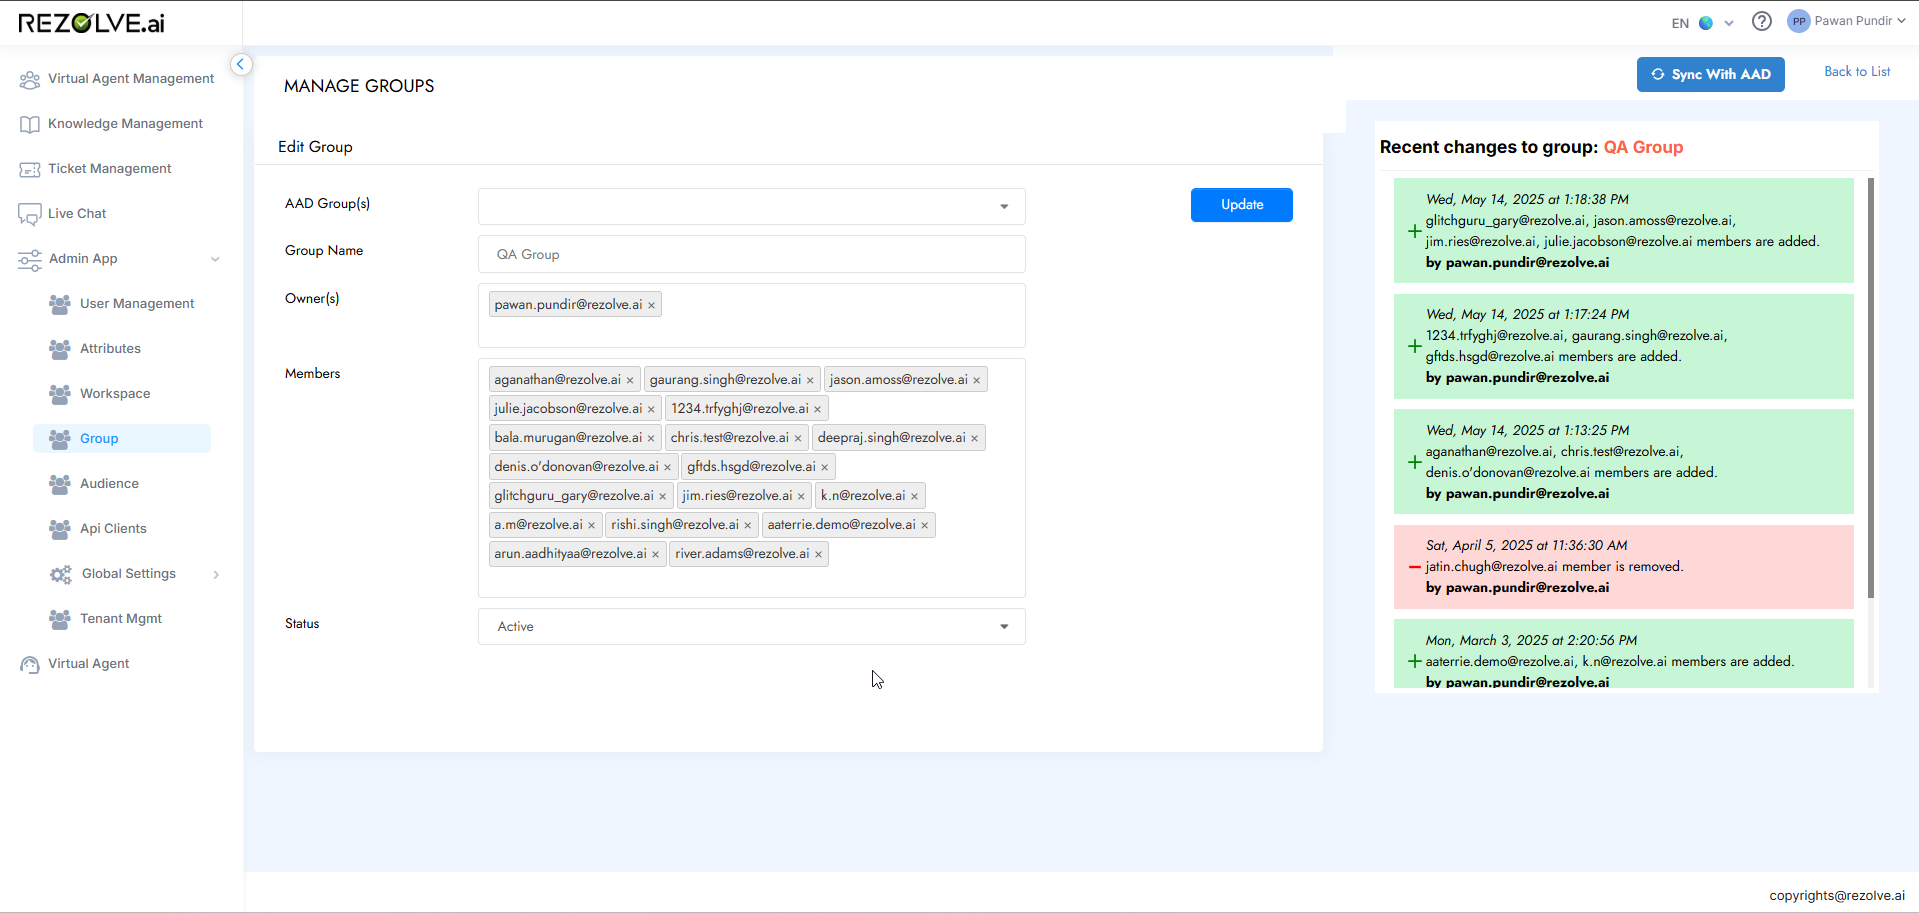 REZOLVE.ai
EN
?
PP
Pawan Pundir
Virtual Agent Management
Knowledge Management
Ticket Management
Live Chat
Admin App
User Management
Attributes
Workspace
Group
Audience
Api Clients
Global Settings
Tenant Mgmt
Virtual Agent
MANAGE GROUPS
Sync With AAD
Back to List
Edit Group
AAD Group(s)
Update
Group Name
QA Group
Owner(s)
pawan.pundir@rezolve.ai ×
Members
aganathan@rezolve.ai × gaurang.singh@rezolve.ai × jason.amoss@rezolve.ai ×
julie.jacobson@rezolve.ai × 1234.trfyghj@rezolve.ai ×
bala.murugan@rezolve.ai × chris.test@rezolve.ai × deepraj.singh@rezolve.ai ×
denis.o'donovan@rezolve.ai × gftds.hsgd@rezolve.ai ×
glitchguru_gary@rezolve.ai × jim.ries@rezolve.ai × k.n@rezolve.ai ×
a.m@rezolve.ai × rishi.singh@rezolve.ai × aaterrie.demo@rezolve.ai ×
arun.aadhityaa@rezolve.ai × river.adams@rezolve.ai ×
Status
Active
Recent changes to group: QA Group
Wed, May 14, 2025 at 1:18:38 PM
glitchguru_gary@rezolve.ai, jason.amoss@rezolve.ai,
jim.ries@rezolve.ai, julie.jacobson@rezolve.ai members are added.
by pawan.pundir@rezolve.ai
Wed, May 14, 2025 at 1:17:24 PM
1234.trfyghj@rezolve.ai, gaurang.singh@rezolve.ai,
gftds.hsgd@rezolve.ai members are added.
by pawan.pundir@rezolve.ai
Wed, May 14, 2025 at 1:13:25 PM
aganathan@rezolve.ai, chris.test@rezolve.ai,
denis.o'donovan@rezolve.ai members are added.
by pawan.pundir@rezolve.ai
Sat, April 5, 2025 at 11:36:30 AM
jatin.chugh@rezolve.ai member is removed.
by pawan.pundir@rezolve.ai
Mon, March 3, 2025 at 2:20:56 PM
aaterrie.demo@rezolve.ai, k.n@rezolve.ai members are added.
by pawan.pundir@rezolve.ai
copyrights@rezolve.ai